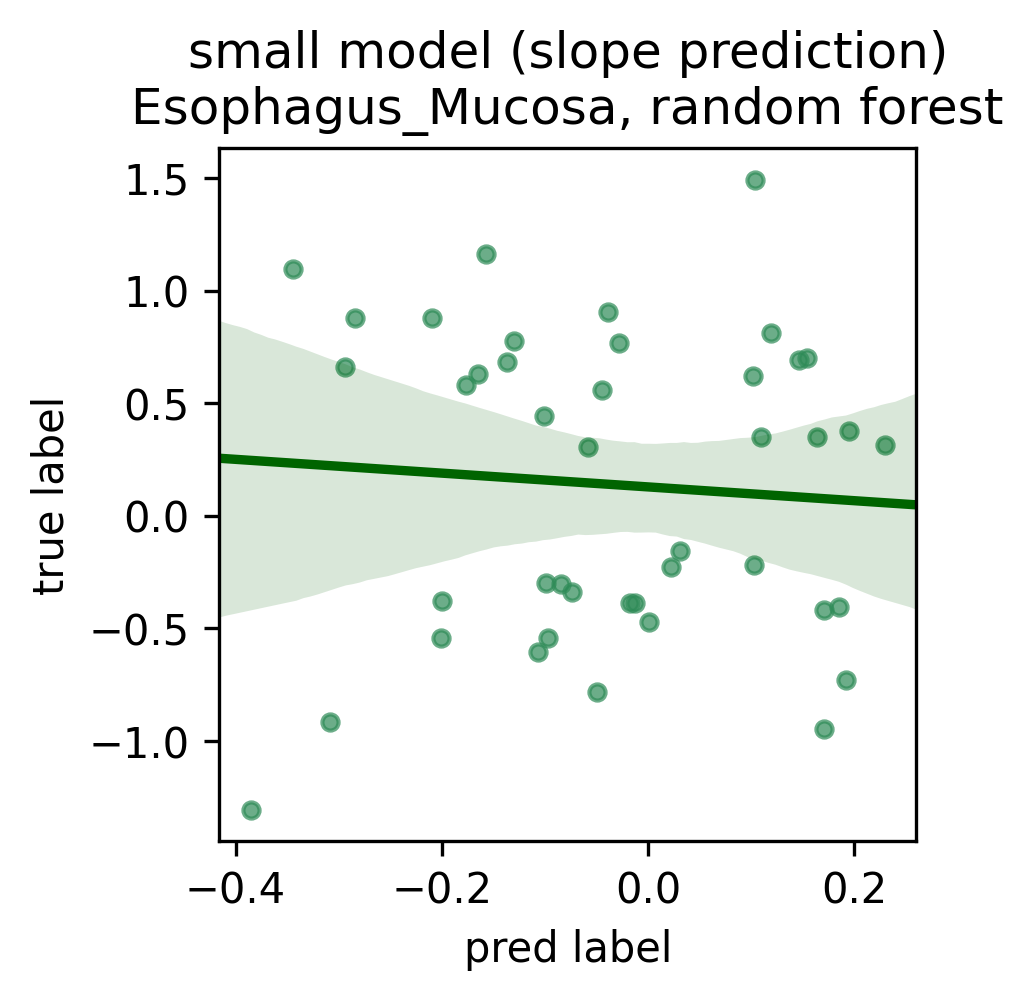 small model (slope prediction)
Esophagus_Mucosa, random forest
1.5
1.0
0.5
0.0
−0.5
−1.0
true label
−0.4
−0.2
0.0
0.2
pred label